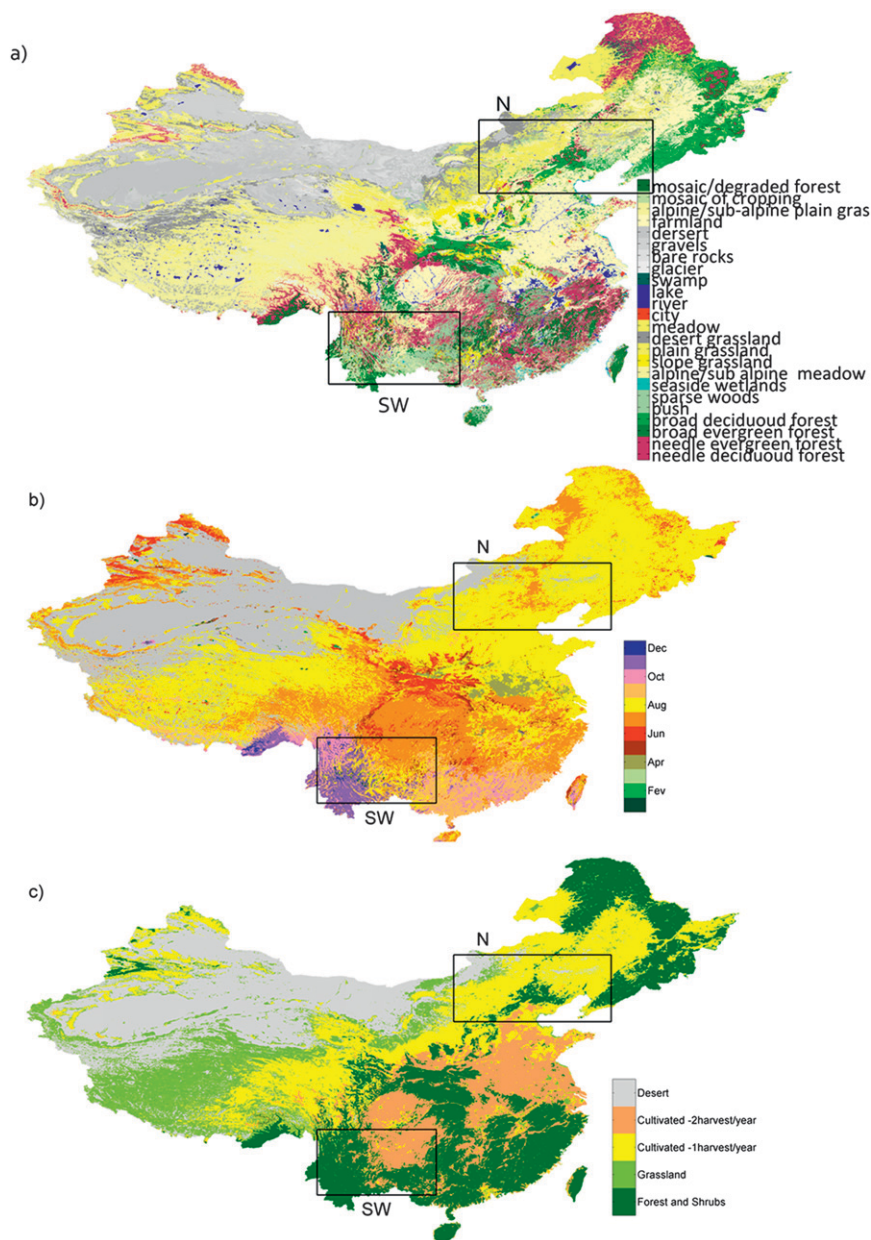 a)
N
SW
mosaic/degraded forest
mosaic of cropping
alpine/sub-alpine plain gras
farmland
dersert
gravels
bare rocks
glacier
swamp
lake
river
city
meadow
desert grassland
plain grassland
slope grassland
alpine/sub alpine meadow
seaside wetlands
sparse woods
bush
broad deciduoud forest
broad evergreen forest
needle evergreen forest
needle deciduoud forest
b)
N
SW
Dec
Oct
Aug
Jun
Apr
Fev
c)
N
SW
Desert
Cultivated -2harvest/year
Cultivated -1harvest/year
Grassland
Forest and Shrubs